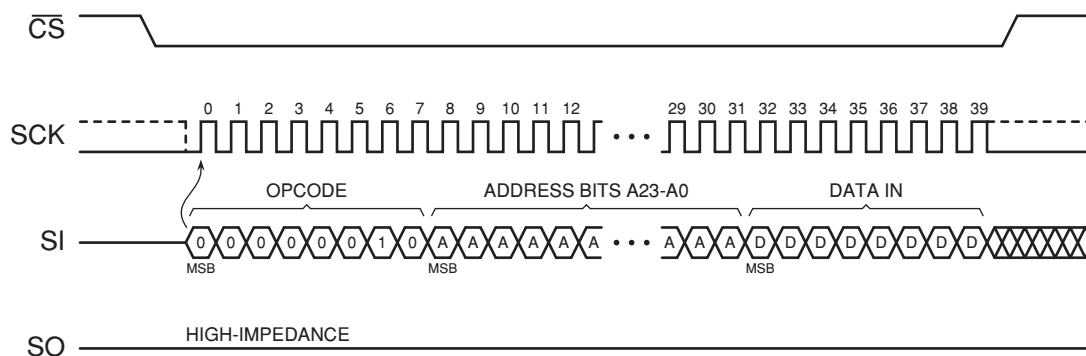 CS
0 1 2 3 4 5 6 7 8 9 10 11 12 29 30 31 32 33 34 35 36 37 38 39
SCK
OPCODE ADDRESS BITS A23-A0 DATA IN
SI 0 0 0 0 0 0 1 0 A A A A A A A A A D D D D D D D D
MSB MSB MSB
HIGH-IMPEDANCE
SO